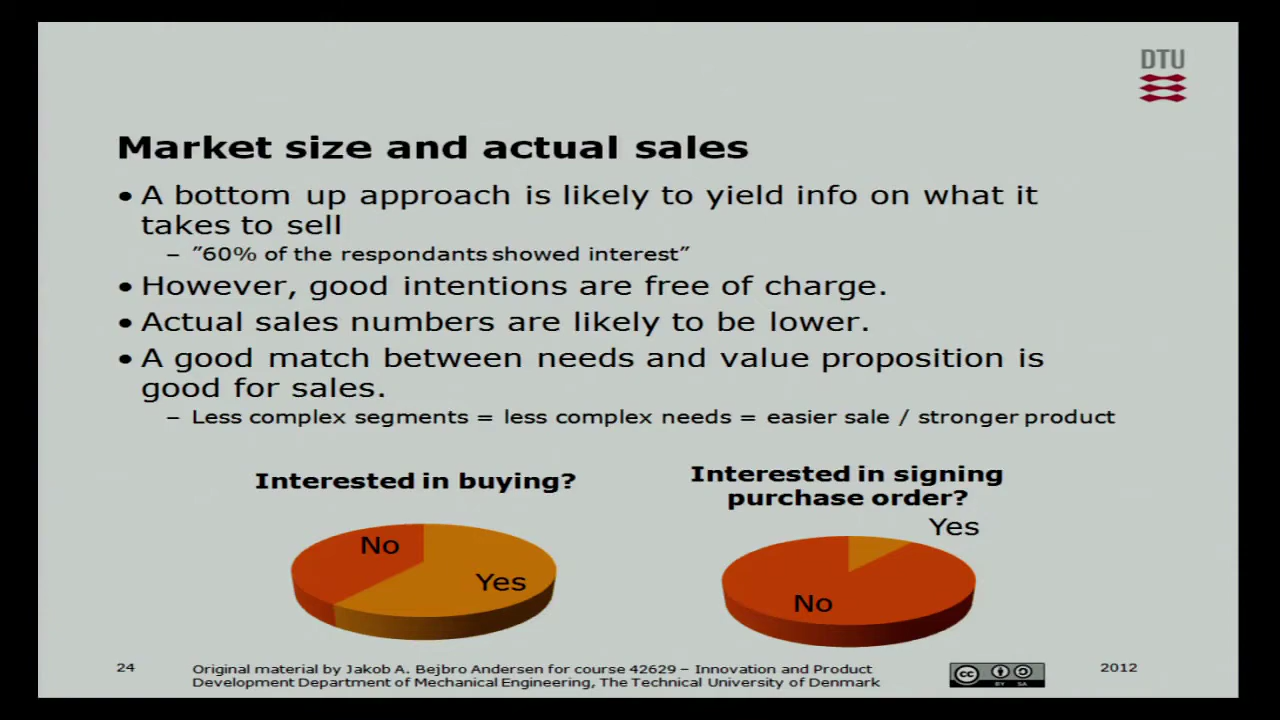 DTU
Market size and actual sales
• A bottom up approach is likely to yield info on what it
takes to sell
– ″60% of the respondants showed interest″
• However, good intentions are free of charge.
• Actual sales numbers are likely to be lower.
• A good match between needs and value proposition is
good for sales.
– Less complex segments = less complex needs = easier sale / stronger product
Interested in buying?
No
Yes
Interested in signing
purchase order?
Yes
No
24
Original material by Jakob A. Bejbro Andersen for course 42629 – Innovation and Product
Development Department of Mechanical Engineering, The Technical University of Denmark
cc
BY SA
2012